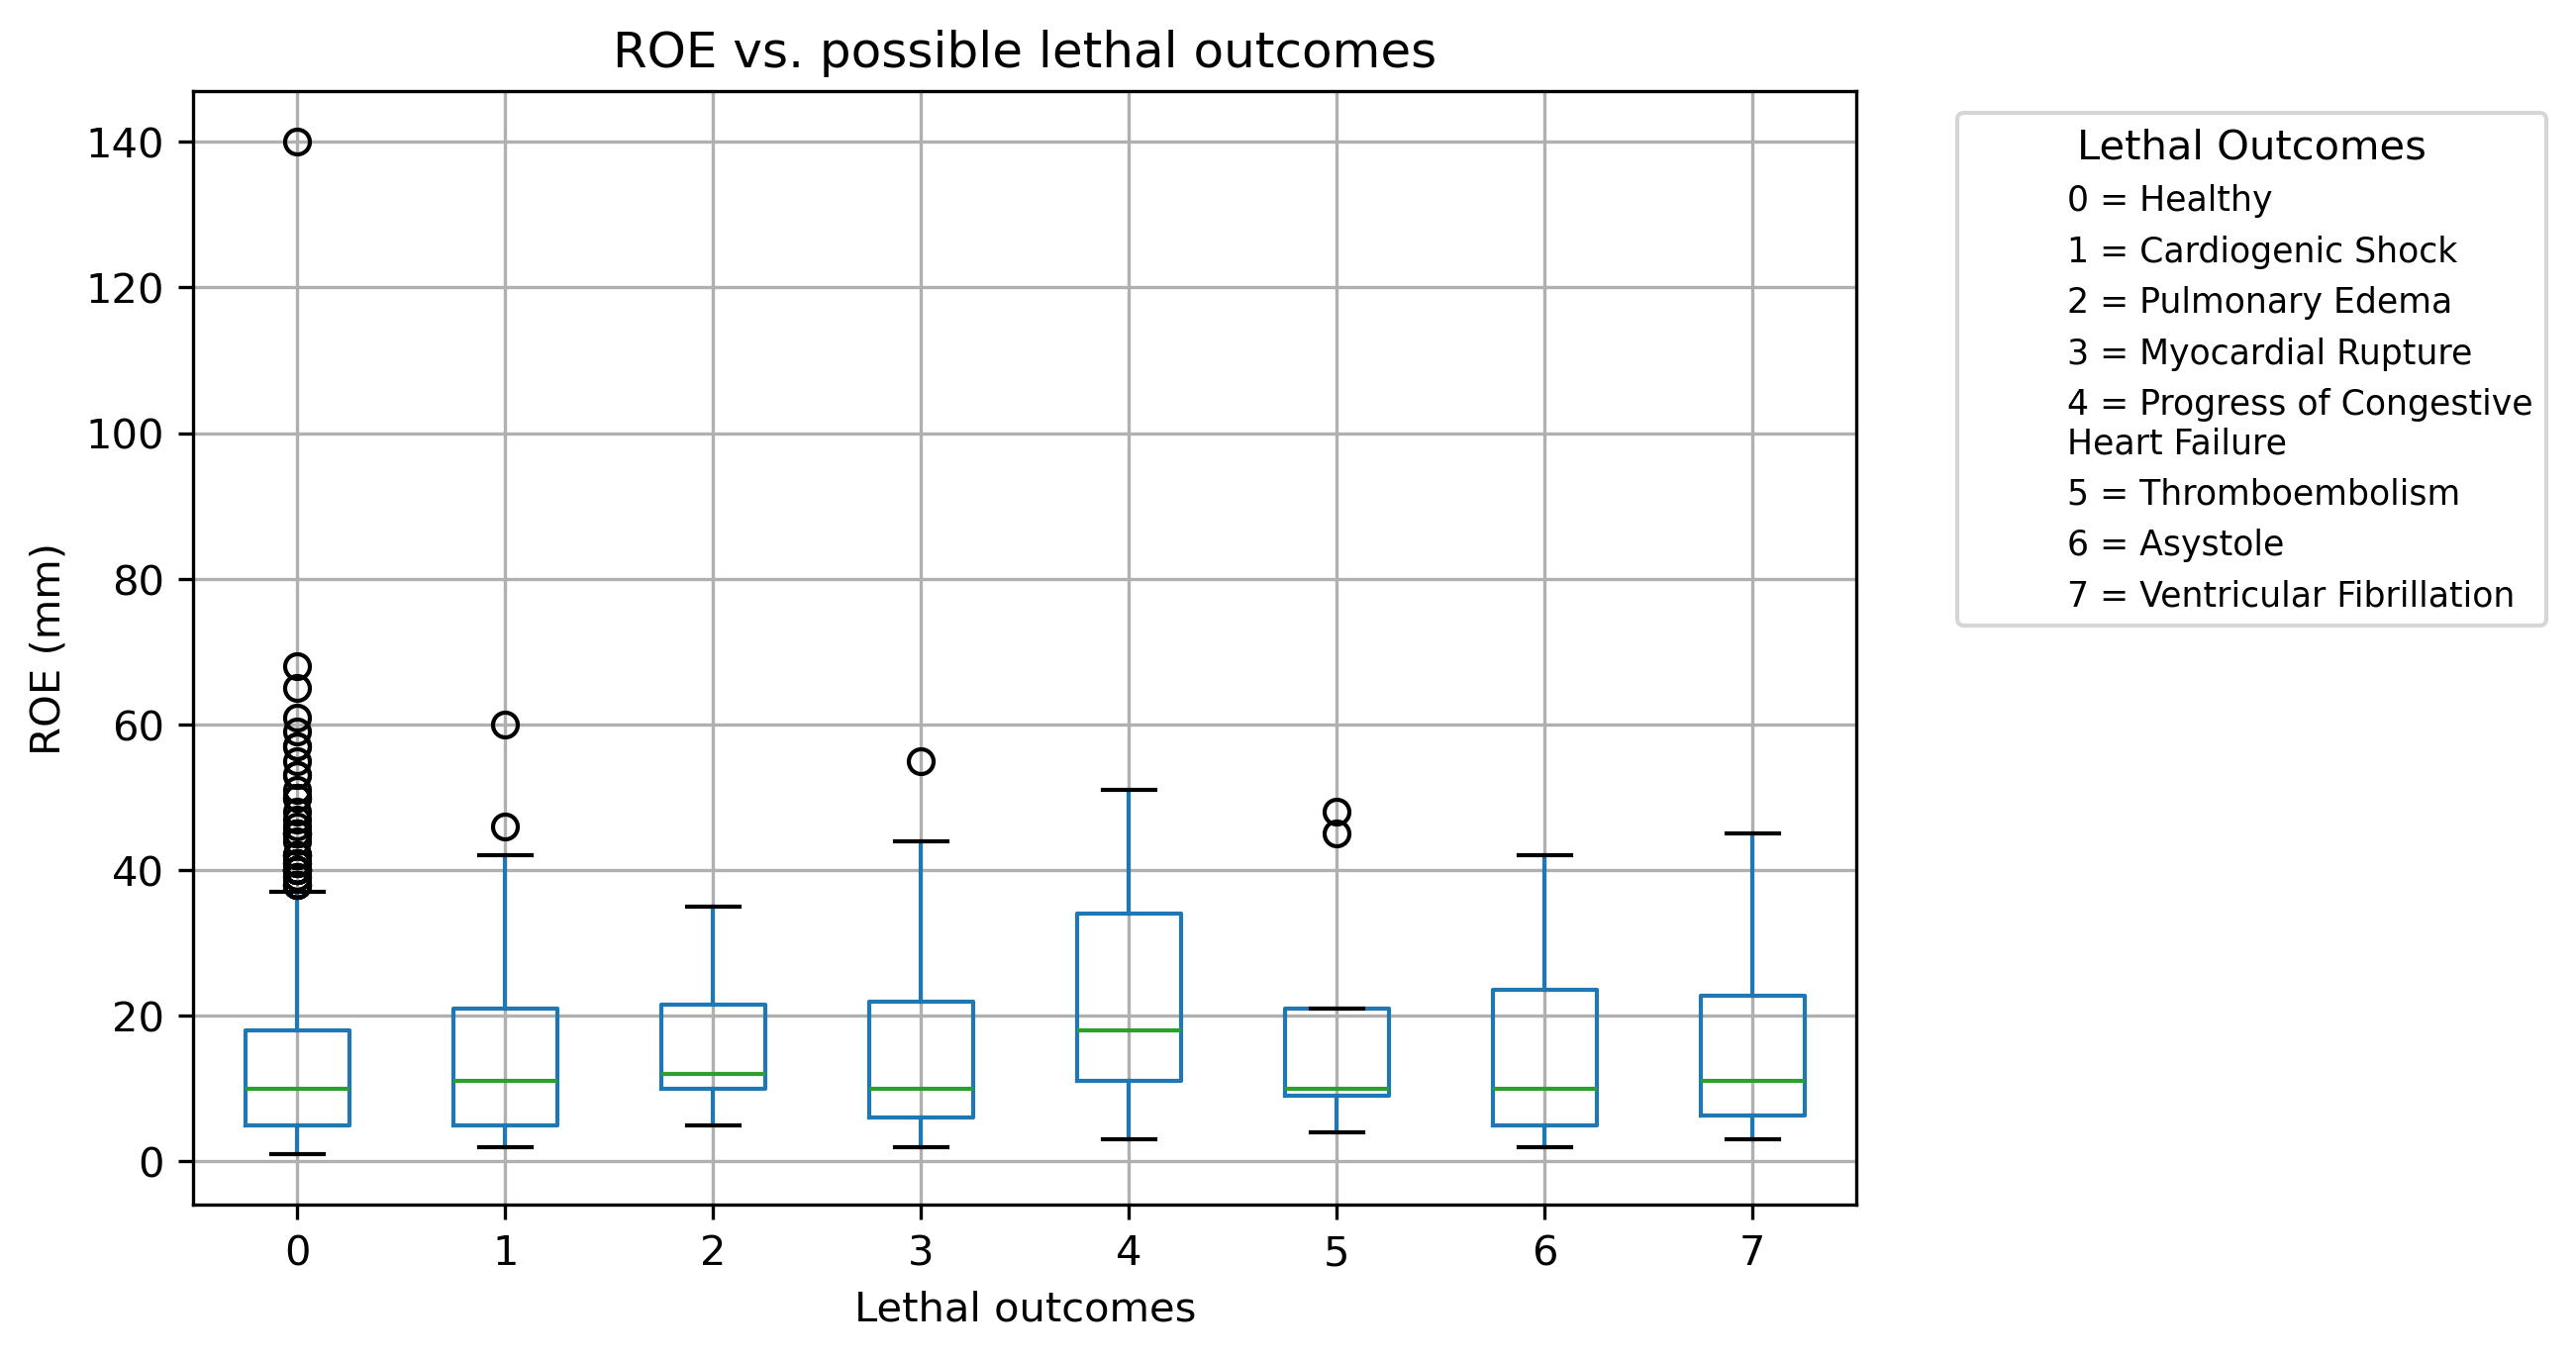 ROE vs. possible lethal outcomes
140
120
100
80
60
40
20
0
ROE (mm)
0 1 2 3 4 5 6 7
Lethal outcomes
Lethal Outcomes
0 = Healthy
1 = Cardiogenic Shock
2 = Pulmonary Edema
3 = Myocardial Rupture
4 = Progress of Congestive
Heart Failure
5 = Thromboembolism
6 = Asystole
7 = Ventricular Fibrillation